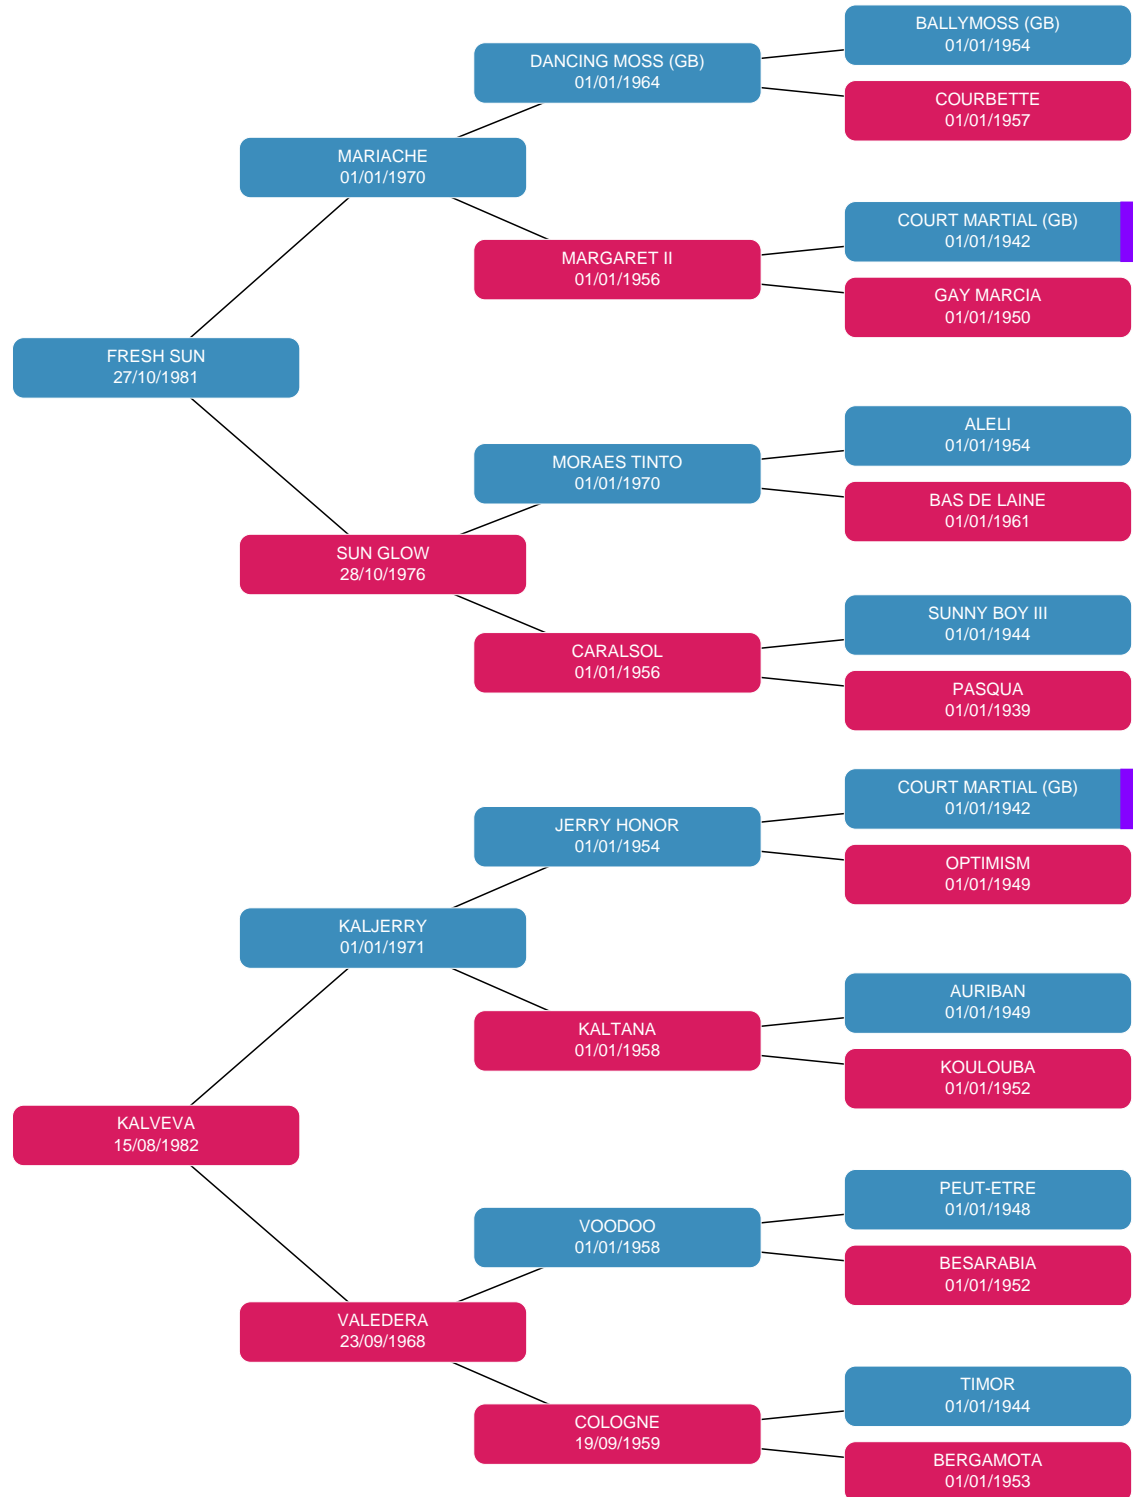 BALLYMOSS (GB)
01/01/1954
DANCING MOSS (GB)
01/01/1964
COURBETTE
01/01/1957
MARIACHE
01/01/1970
COURT MARTIAL (GB)
01/01/1942
MARGARET II
01/01/1956
GAY MARCIA
01/01/1950
FRESH SUN
27/10/1981
ALELI
01/01/1954
MORAES TINTO
01/01/1970
BAS DE LAINE
01/01/1961
SUN GLOW
28/10/1976
SUNNY BOY III
01/01/1944
CARALSOL
01/01/1956
PASQUA
01/01/1939
COURT MARTIAL (GB)
01/01/1942
JERRY HONOR
01/01/1954
OPTIMISM
01/01/1949
KALJERRY
01/01/1971
AURIBAN
01/01/1949
KALTANA
01/01/1958
KOULOUBA
01/01/1952
KALVEVA
15/08/1982
PEUT-ETRE
01/01/1948
VOODOO
01/01/1958
BESARABIA
01/01/1952
VALEDERA
23/09/1968
TIMOR
01/01/1944
COLOGNE
19/09/1959
BERGAMOTA
01/01/1953